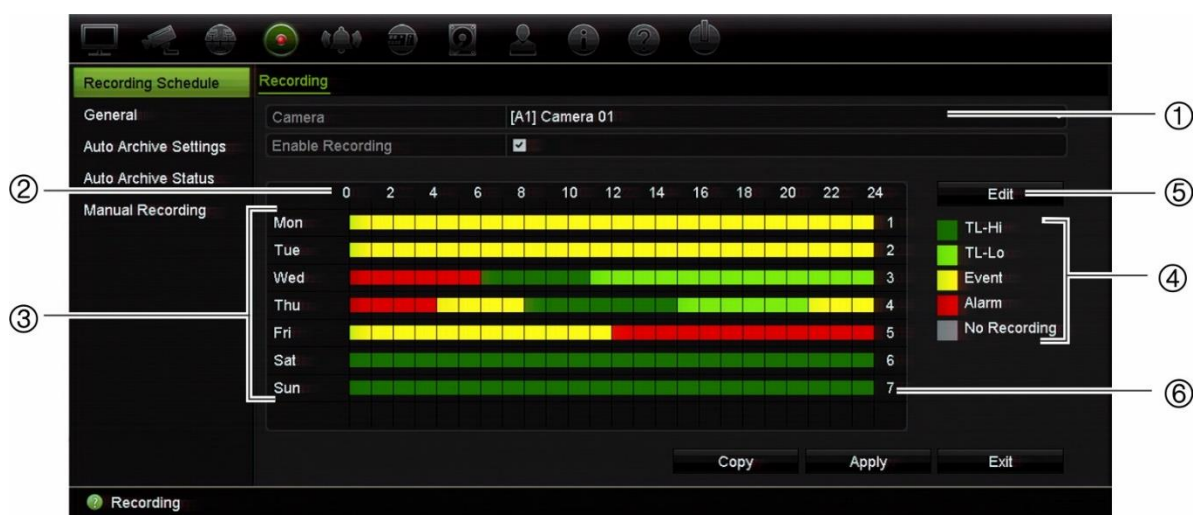 Recording Schedule
Recording
General
Camera
[A1] Camera 01
①
Auto Archive Settings
Enable Recording
Auto Archive Status
②
0 2 4 6 8 10 12 14 16 18 20 22 24
Edit
⑤
Manual Recording
Mon
1
TL-Hi
Tue
2
TL-Lo
Wed
3
Event
④
Thu
4
Alarm
③
Fri
5
No Recording
Sat
6
Sun
7
⑥
Copy
Apply
Exit
? Recording